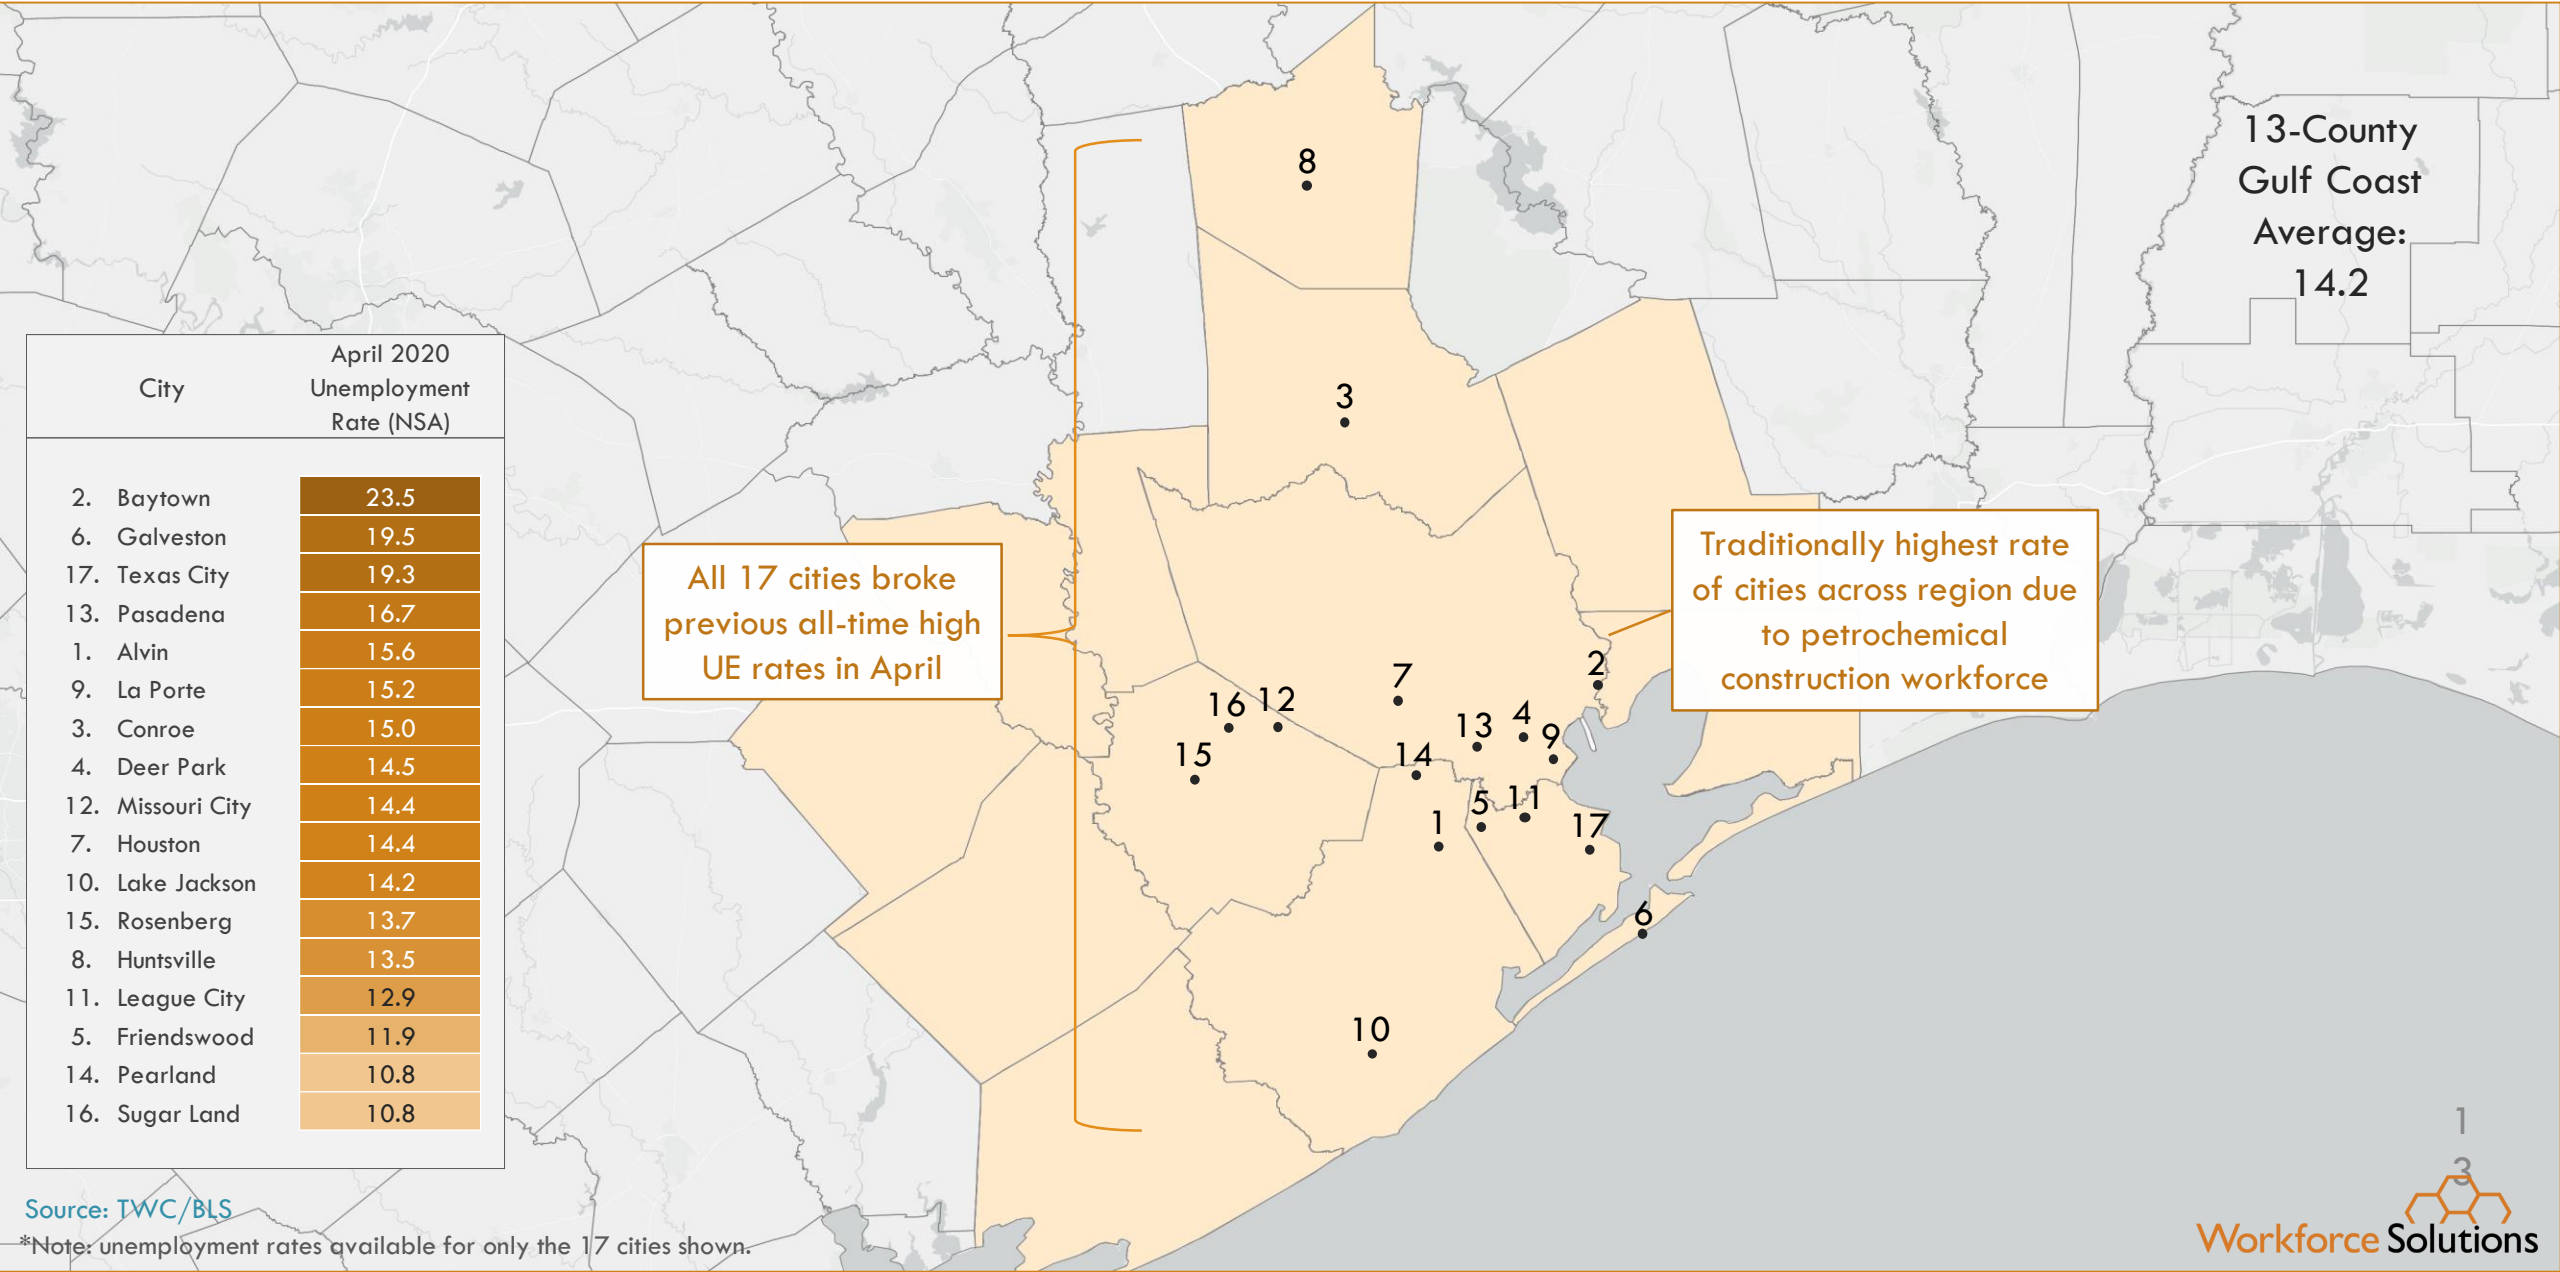 13-County
Gulf Coast
Average:
14.2
City
April 2020
Unemployment
Rate (NSA)
2. Baytown 23.5
6. Galveston 19.5
17. Texas City 19.3
13. Pasadena 16.7
1. Alvin 15.6
9. La Porte 15.2
3. Conroe 15.0
4. Deer Park 14.5
12. Missouri City 14.4
7. Houston 14.4
10. Lake Jackson 14.2
15. Rosenberg 13.7
8. Huntsville 13.5
11. League City 12.9
5. Friendswood 11.9
14. Pearland 10.8
16. Sugar Land 10.8
All 17 cities broke
previous all-time high
UE rates in April
Traditionally highest rate
of cities across region due
to petrochemical
construction workforce
8
3
2
7
16 12
13 4 9
15
14
5 11
1
17
6
10
Source: TWC/BLS
*Note: unemployment rates available for only the 17 cities shown.
1
3
Workforce Solutions